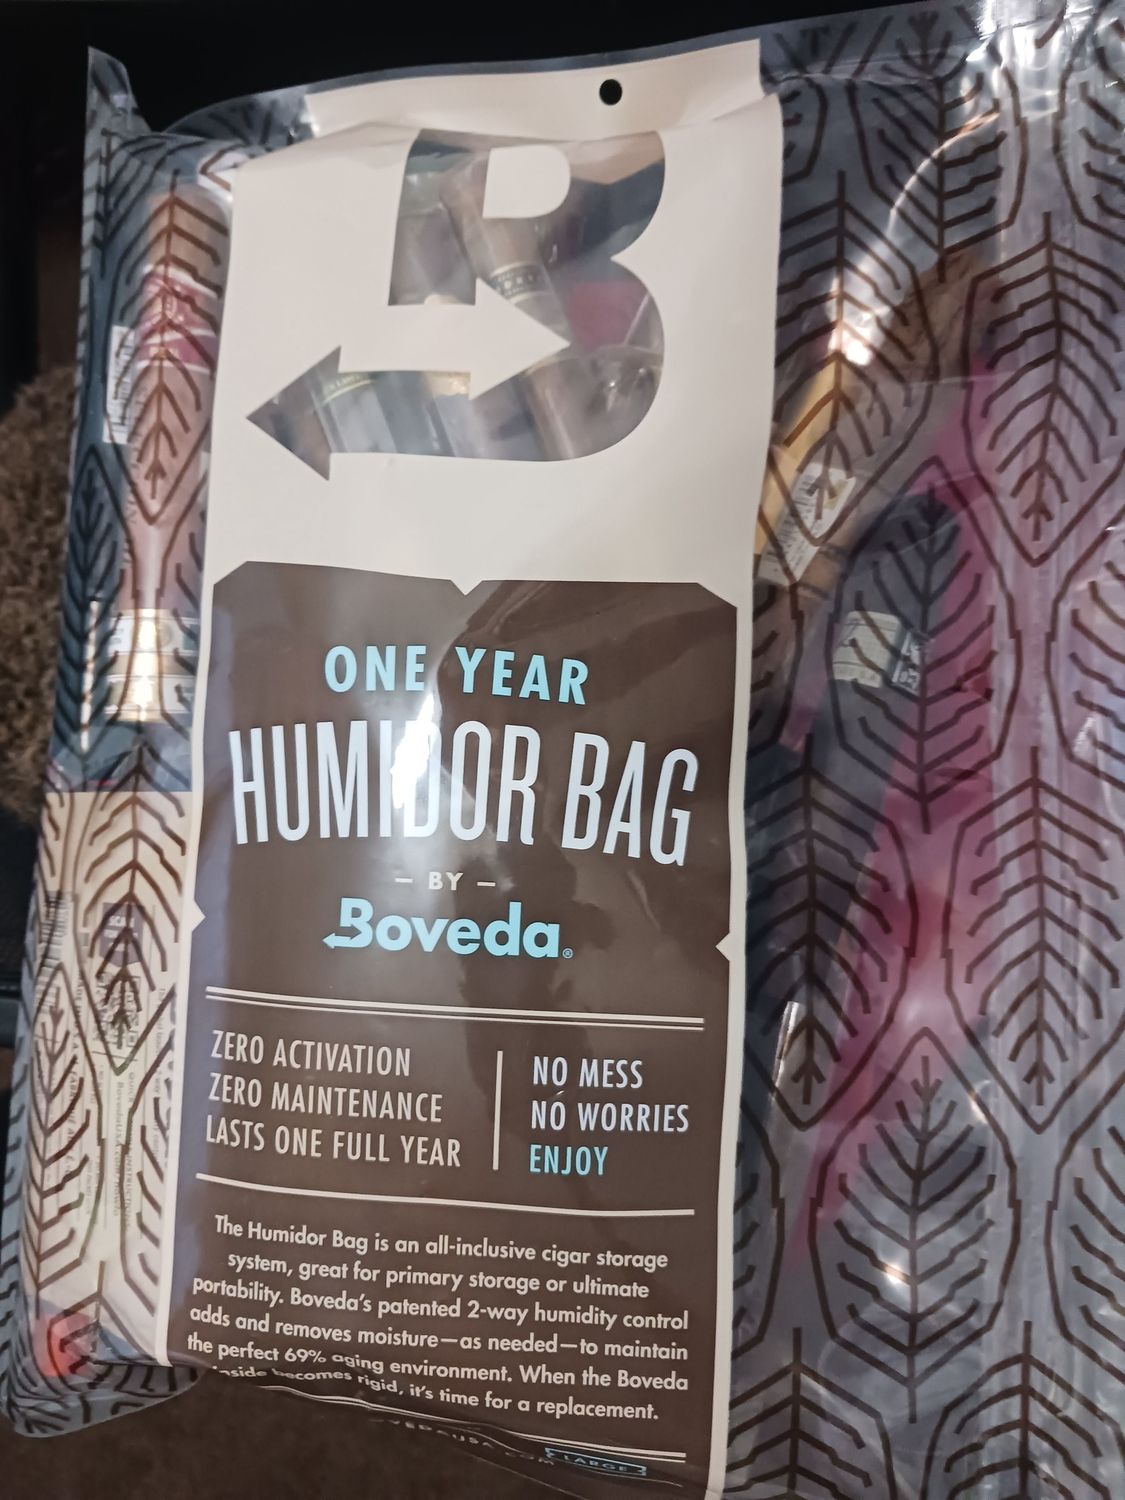 ONE YEAR
HUMIDOR BAG
– BY –
Boveda®
ZERO ACTIVATION
ZERO MAINTENANCE
LASTS ONE FULL YEAR
NO MESS
NO WORRIES
ENJOY
The Humidor Bag is an all-inclusive cigar storage
system, great for primary storage or ultimate
portability. Boveda's patented 2-way humidity control
adds and removes moisture—as needed—to maintain
the perfect 69% aging environment. When the Boveda
inside becomes rigid, it's time for a replacement.
BOVEDAUSA.COM
LARGE